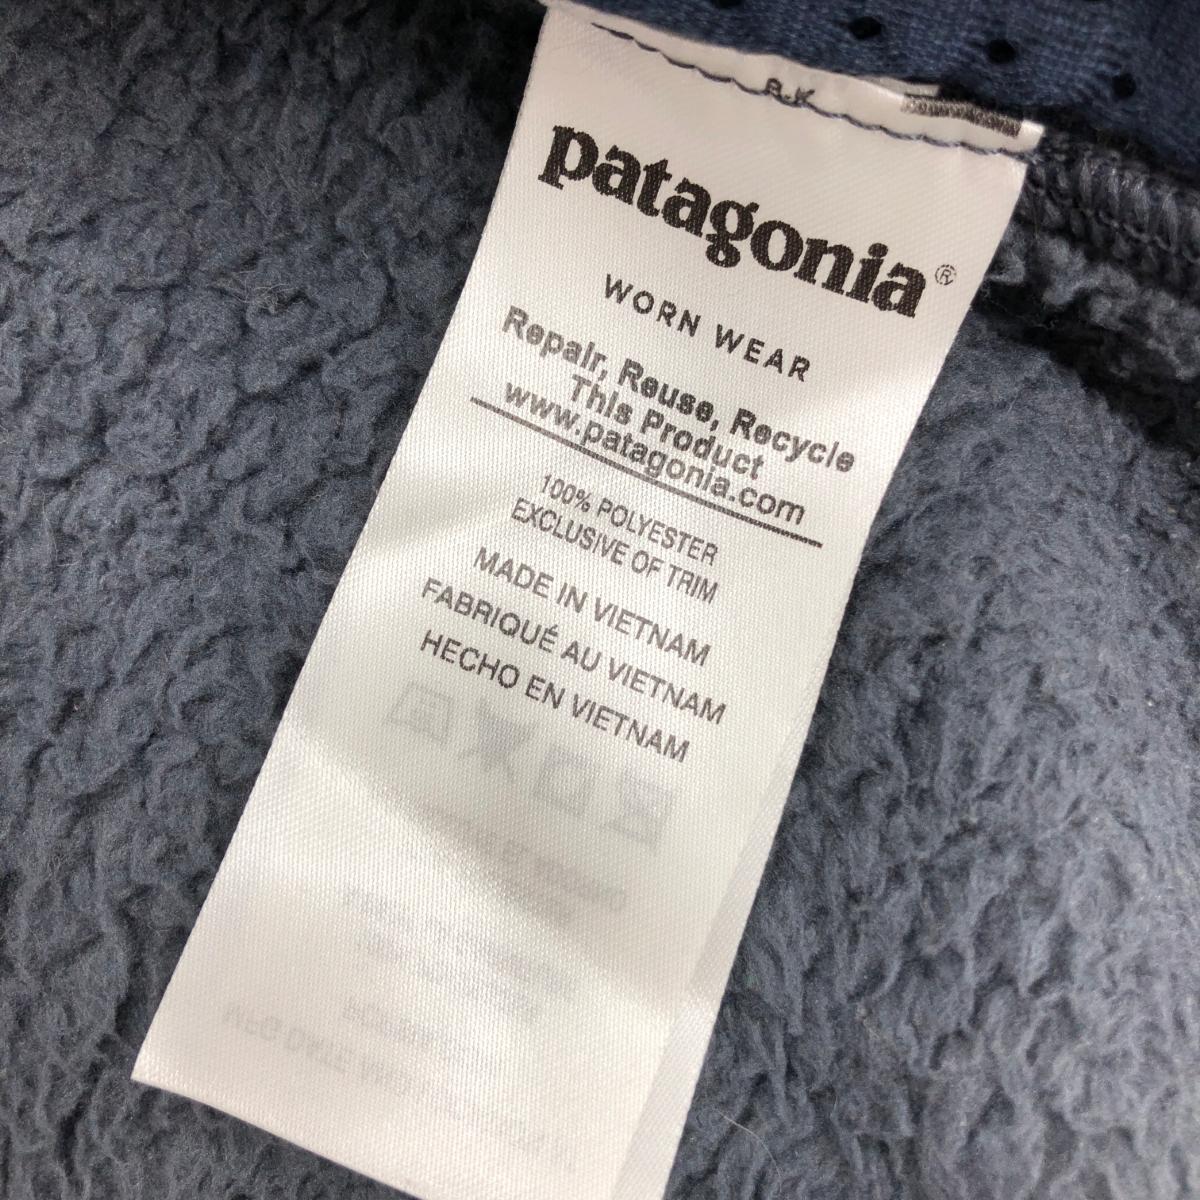 patagonia®
WORN WEAR
Repair, Reuse, Recycle
This Product
www.patagonia.com
100% POLYESTER
EXCLUSIVE OF TRIM
MADE IN VIETNAM
FABRIQUÉ AU VIETNAM
HECHO EN VIETNAM